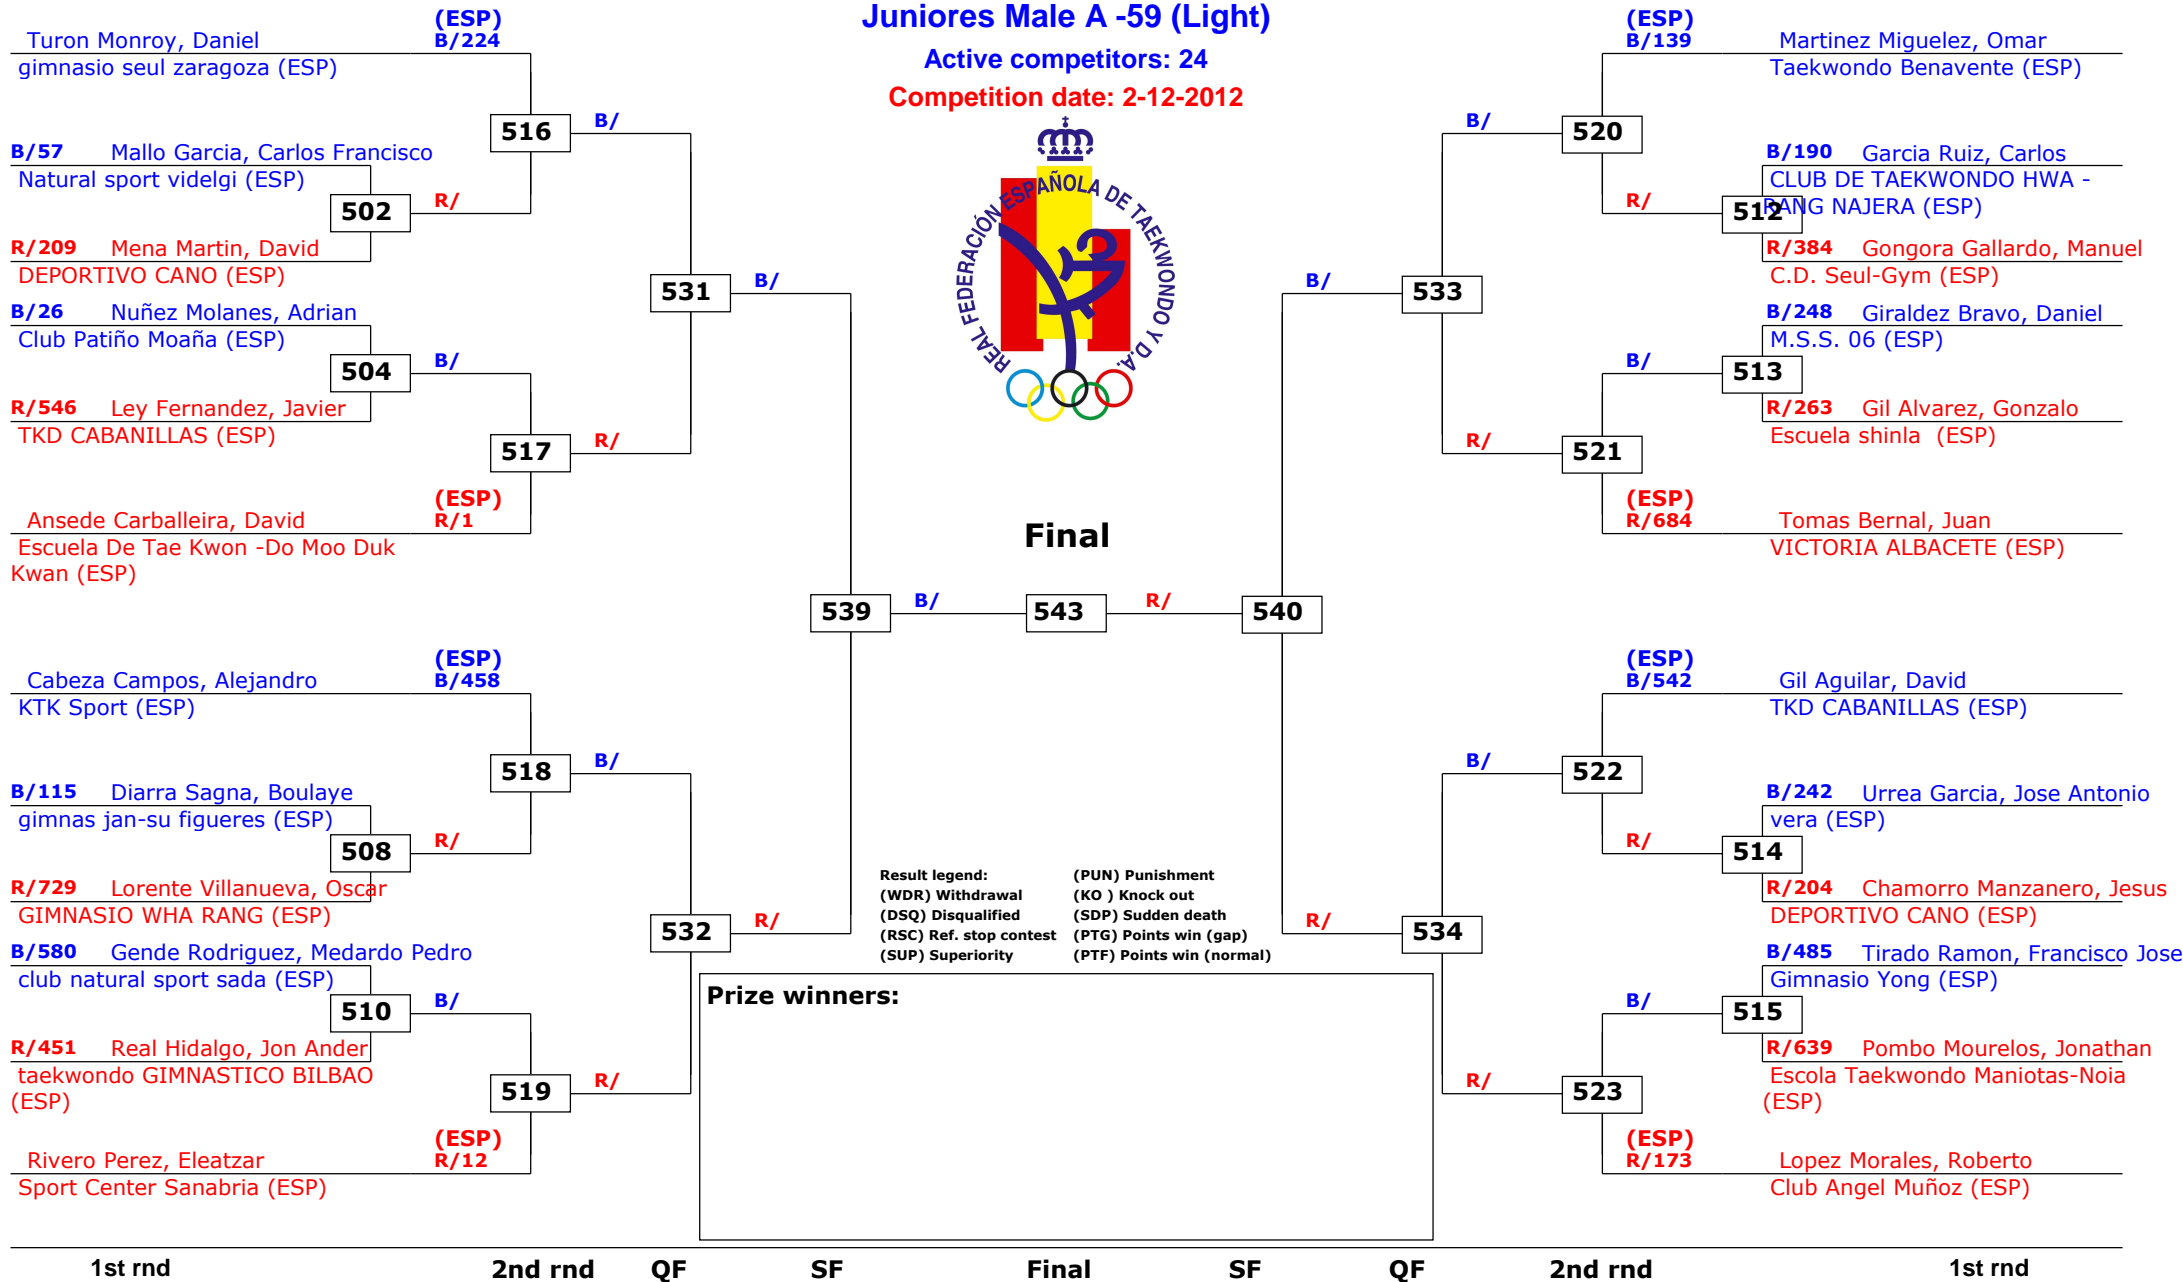 Juniores Male A -59 (Light)
Active competitors: 24
Competition date: 2-12-2012
REAL FEDERACIÓN ESPAÑOLA DE TAEKWONDO Y D.A.
(ESP)
Turon Monroy, Daniel B/224
gimnasio seul zaragoza (ESP)
516
B/
B/57 Mallo Garcia, Carlos Francisco
Natural sport videlgi (ESP)
502
R/
R/209 Mena Martin, David
DEPORTIVO CANO (ESP)
531
B/
B/26 Nuñez Molanes, Adrian
Club Patiño Moaña (ESP)
504
B/
R/546 Ley Fernandez, Javier
TKD CABANILLAS (ESP)
517
R/
(ESP)
Ansede Carballeira, David R/1
Escuela De Tae Kwon -Do Moo Duk
Kwan (ESP)
Final
539
B/
543
R/
540
(ESP)
Cabeza Campos, Alejandro B/458
KTK Sport (ESP)
518
B/
B/115 Diarra Sagna, Boulaye
gimnas jan-su figueres (ESP)
508
R/
R/729 Lorente Villanueva, Oscar
GIMNASIO WHA RANG (ESP)
532
R/
B/580 Gende Rodriguez, Medardo Pedro
club natural sport sada (ESP)
510
B/
R/451 Real Hidalgo, Jon Ander
taekwondo GIMNASTICO BILBAO
(ESP)
519
R/
(ESP)
Rivero Perez, Eleatzar R/12
Sport Center Sanabria (ESP)
(ESP)
B/139 Martinez Miguelez, Omar
Taekwondo Benavente (ESP)
B/
520
B/190 Garcia Ruiz, Carlos
CLUB DE TAEKWONDO HWA -
RANG NAJERA (ESP)
R/
512
R/384 Gongora Gallardo, Manuel
C.D. Seul-Gym (ESP)
B/
533
B/248 Giraldez Bravo, Daniel
M.S.S. 06 (ESP)
B/
513
R/263 Gil Alvarez, Gonzalo
Escuela shinla (ESP)
R/
521
(ESP)
R/684 Tomas Bernal, Juan
VICTORIA ALBACETE (ESP)
(ESP)
B/542 Gil Aguilar, David
TKD CABANILLAS (ESP)
B/
522
B/242 Urrea Garcia, Jose Antonio
vera (ESP)
R/
514
R/204 Chamorro Manzanero, Jesus
DEPORTIVO CANO (ESP)
R/
534
B/485 Tirado Ramon, Francisco Jose
Gimnasio Yong (ESP)
B/
515
R/639 Pombo Mourelos, Jonathan
Escola Taekwondo Maniotas-Noia
(ESP)
R/
523
(ESP)
R/173 Lopez Morales, Roberto
Club Angel Muñoz (ESP)
Result legend: (PUN) Punishment
(WDR) Withdrawal (KO ) Knock out
(DSQ) Disqualified (SDP) Sudden death
(RSC) Ref. stop contest (PTG) Points win (gap)
(SUP) Superiority (PTF) Points win (normal)
Prize winners:
1st rnd 2nd rnd QF SF Final SF QF 2nd rnd 1st rnd